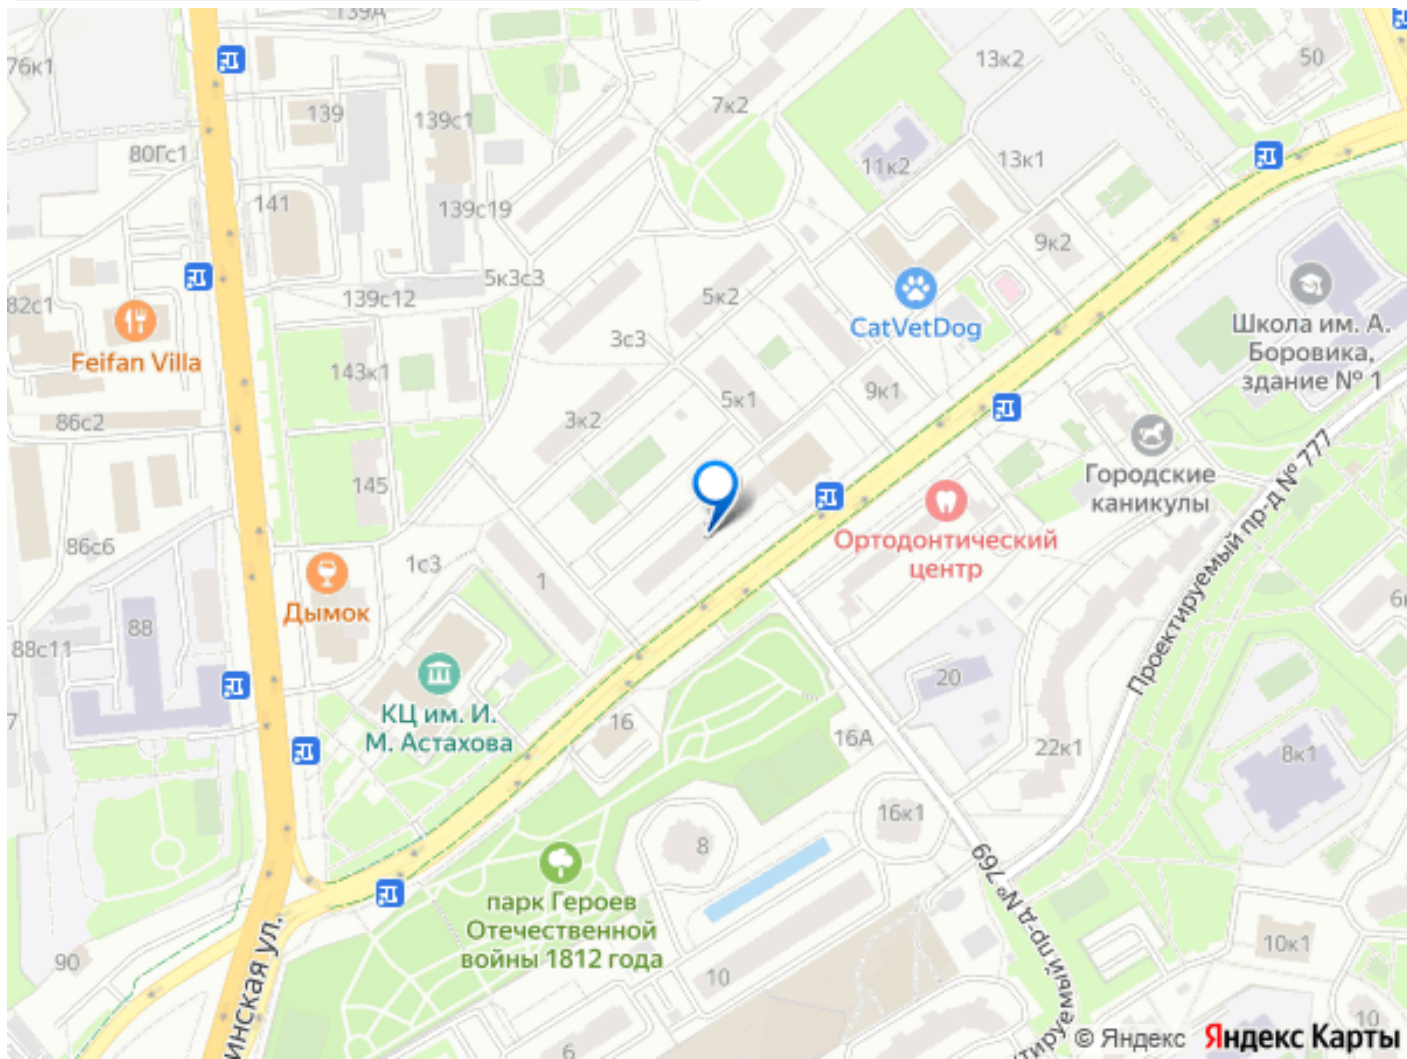 139А
76к1
50
13к2
7к2
139
139с1
80Гс1
13к1
11к2
141
139с19
9к2
5к3с3
139с12
5к2
82с1
CatVetDog
Школа им. А.
Боровика,
здание № 1
3с3
Feifan Villa
143к1
9к1
5к1
86с2
3к2
Проектируемый пр-д № 777
Городские
каникулы
145
86с6
Ортодонтический
центр
1с3
1
Дымок
88
88с11
20
КЦ им. И.
М. Астахова
16
16А
22к1
8к1
16к1
8
пр-д № 769
парк Героев
Отечественной
войны 1812 года
инская ул.
90
10к1
10
10
6
© Яндекс Яндекс Карты